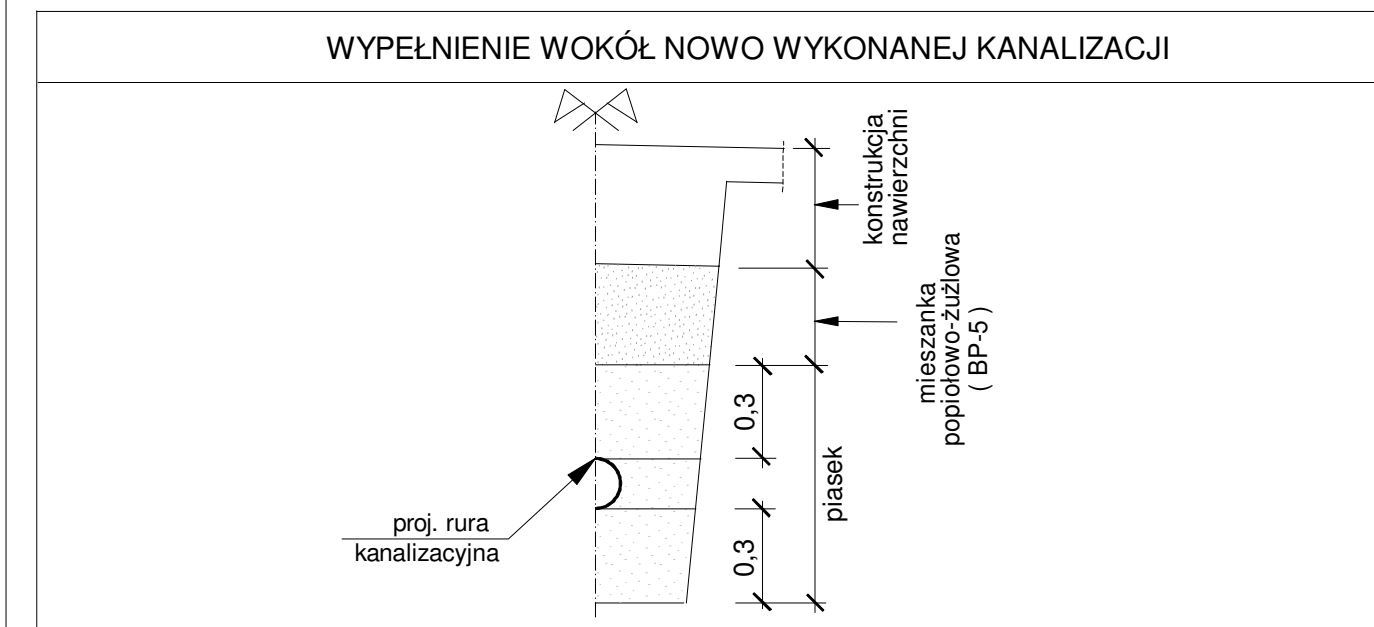 WYPEŁNIENIE WOKÓŁ NOWO WYKONANEJ KANALIZACJI
konstrukcja
nawierzchni
mieszanka
popiołowo-żużlowa
( BP-5 )
0,3
piasek
proj. rura
kanalizacyjna
0,3